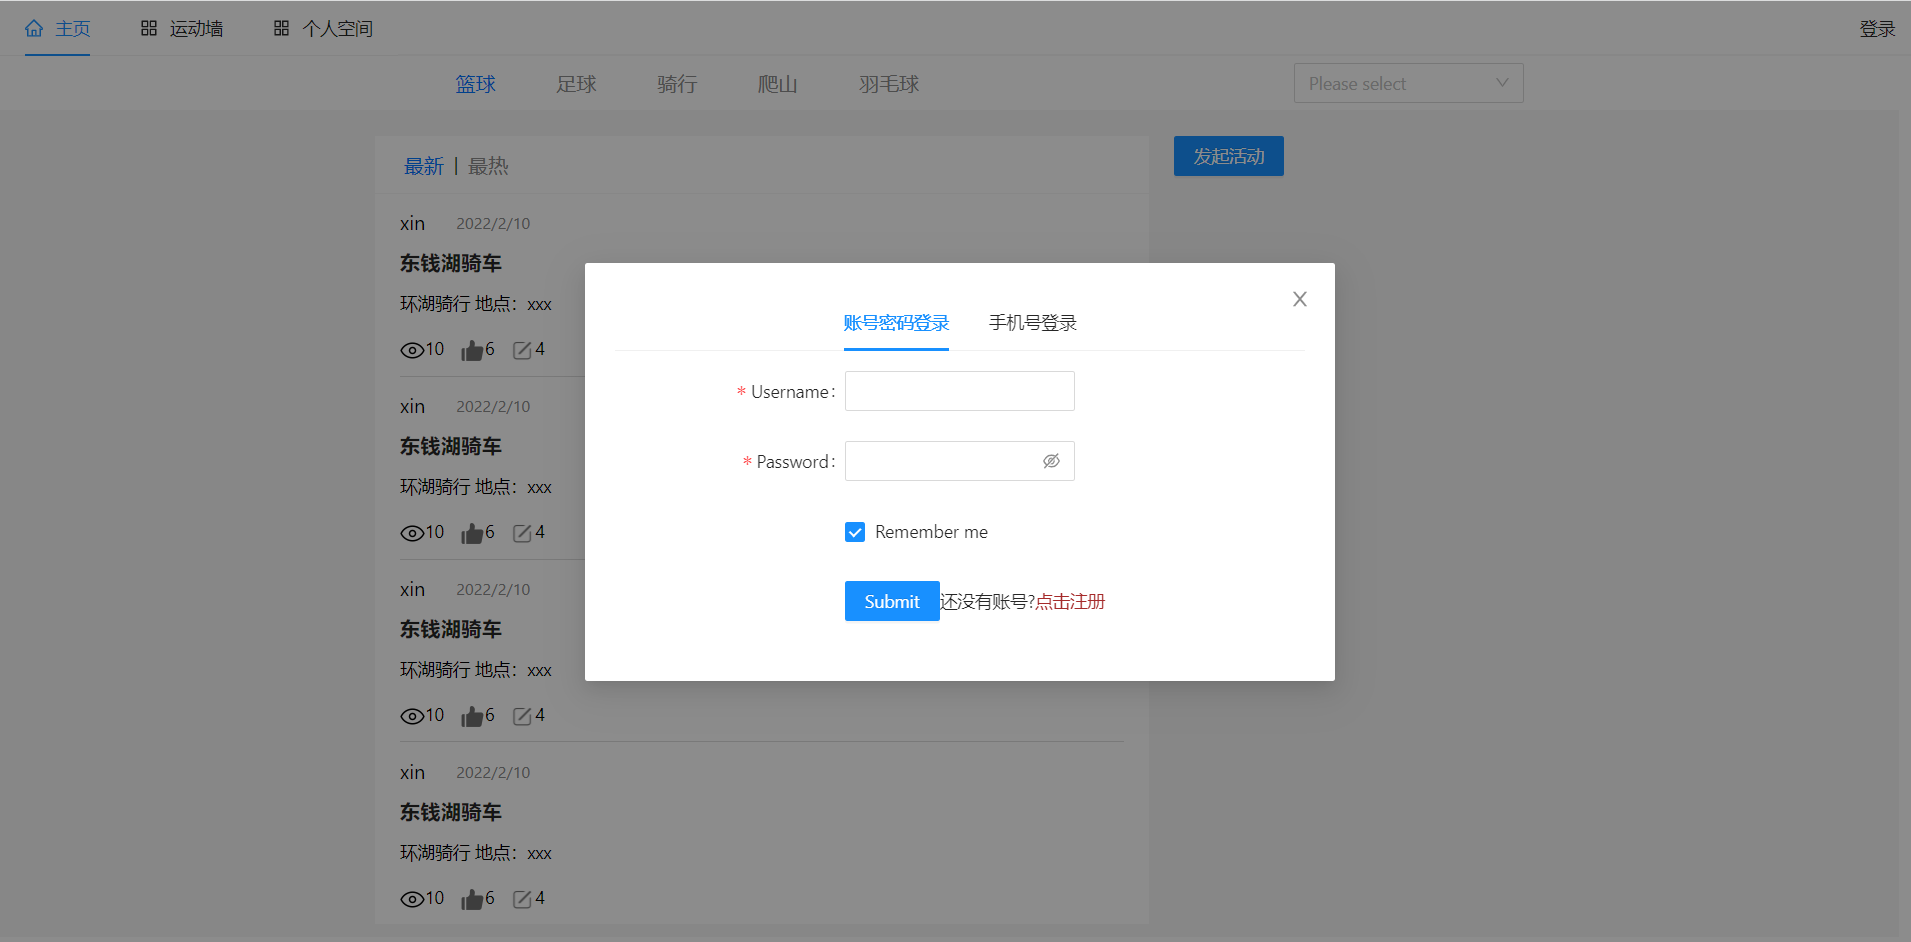 主页 运动墙 个人空间 登录
篮球 足球 骑行 爬山 羽毛球 Please select
最新 | 最热 发起活动
xin 2022/2/10
东钱湖骑车
环湖骑行 地点：xxx
10 6 4
xin 2022/2/10
东钱湖骑车
环湖骑行 地点：xxx
10 6 4
xin 2022/2/10
东钱湖骑车
环湖骑行 地点：xxx
10 6 4
xin 2022/2/10
东钱湖骑车
环湖骑行 地点：xxx
10 6 4
账号密码登录 手机号登录
* Username:
* Password:
Remember me
Submit 还没有账号?点击注册